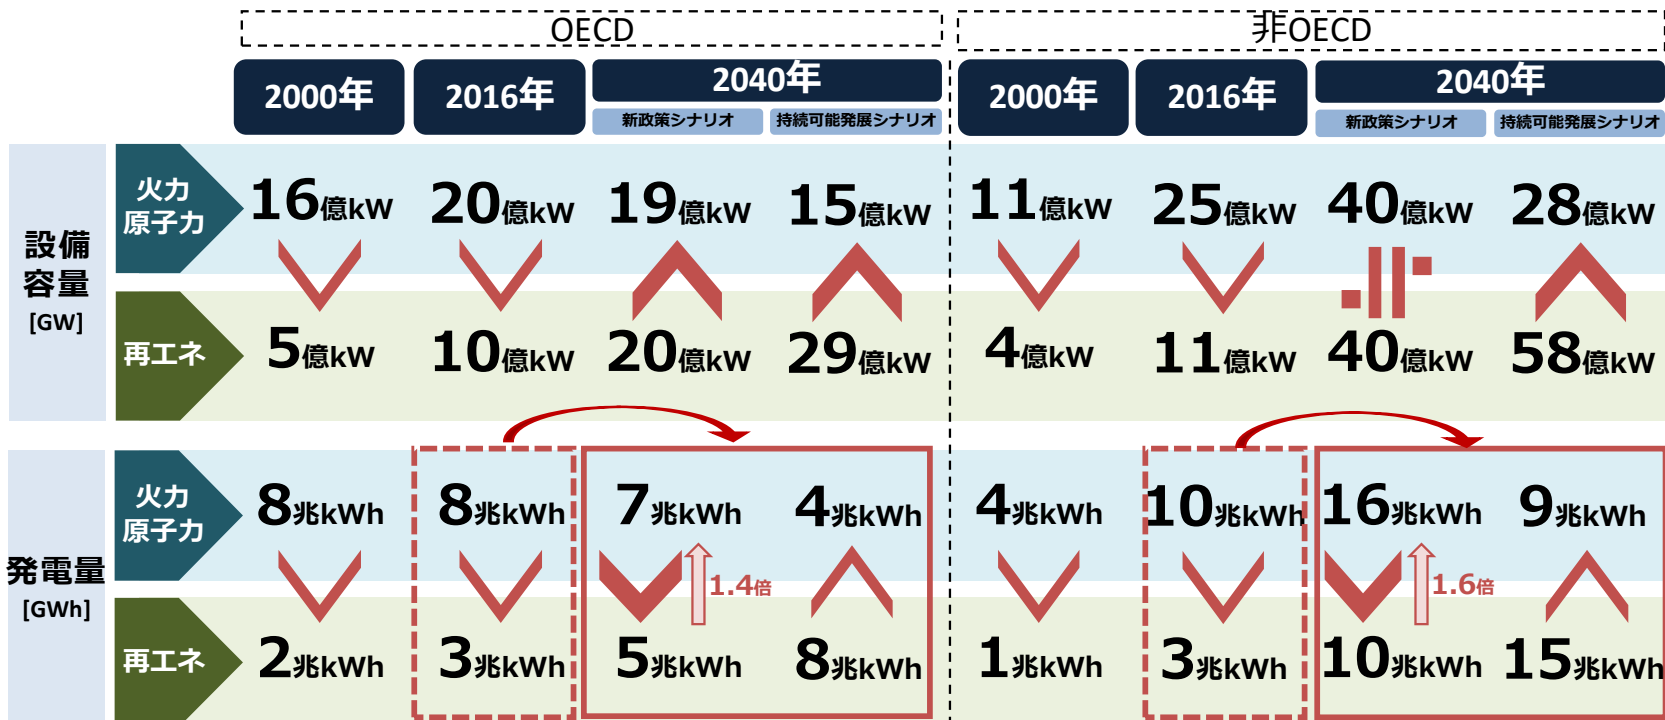 OECD
非OECD
2000年
2016年
2040年
新政策シナリオ
持続可能発展シナリオ
2000年
2016年
2040年
新政策シナリオ
持続可能発展シナリオ
設備
容量
[GW]
火力
原子力
16億kW
20億kW
19億kW
15億kW
11億kW
25億kW
40億kW
28億kW
再エネ
5億kW
10億kW
20億kW
29億kW
4億kW
11億kW
40億kW
58億kW
発電量
[GWh]
火力
原子力
8兆kWh
8兆kWh
7兆kWh
4兆kWh
4兆kWh
10兆kWh
16兆kWh
9兆kWh
1.4倍
1.6倍
再エネ
2兆kWh
3兆kWh
5兆kWh
8兆kWh
1兆kWh
3兆kWh
10兆kWh
15兆kWh